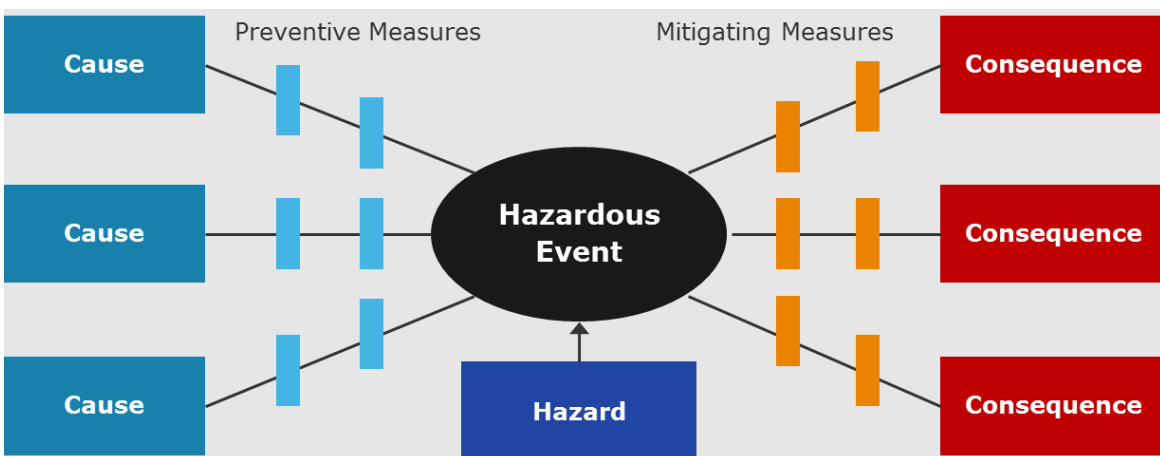 Preventive Measures
Mitigating Measures
Cause
Consequence
Cause
Hazardous
Event
Consequence
Cause
Hazard
Consequence